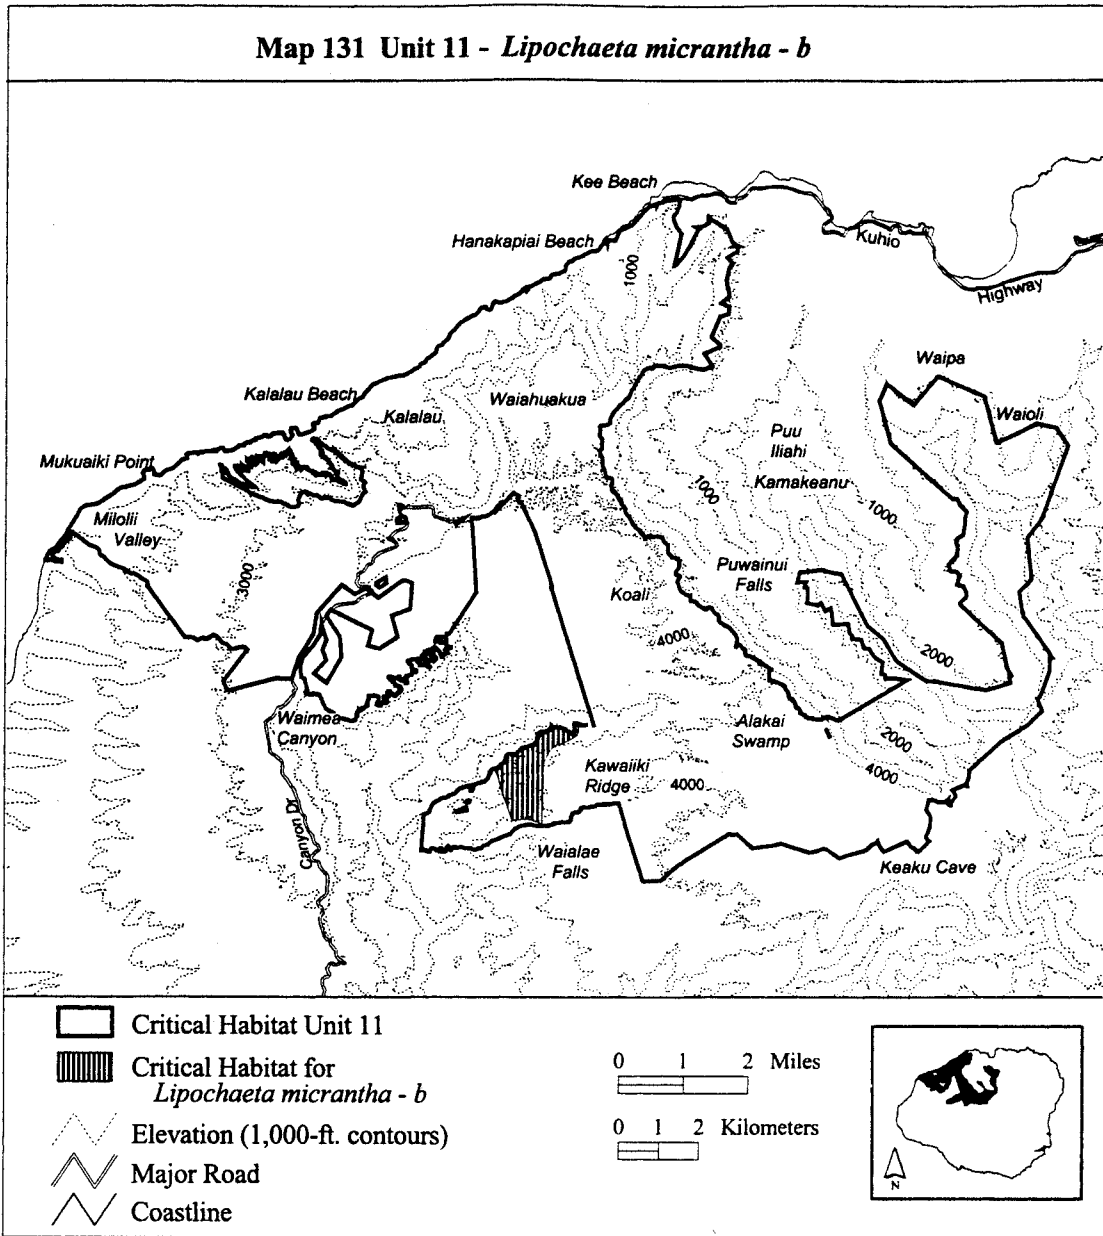 Map 131 Unit 11 - Lipochaeta micrantha - b
Kee Beach
Hanakapiai Beach
Kuhio
Highway
1000
Waipa
Kalalau Beach
Kalalau
Waiahuakua
Waioli
Mukuaiki Point
Puu
Iliahi
Kamakeanu
1000
1000
Milolii
Valley
3000
Puwainui
Falls
Koali
4000
2000
Waimea
Canyon
Alakai
Swamp
2000
4000
Kawaiiki
Ridge
4000
Canyon Dr
Waialae
Falls
Keaku Cave
Critical Habitat Unit 11
Critical Habitat for
Lipochaeta micrantha - b
Elevation (1,000-ft. contours)
Major Road
Coastline
0 1 2 Miles
0 1 2 Kilometers
N